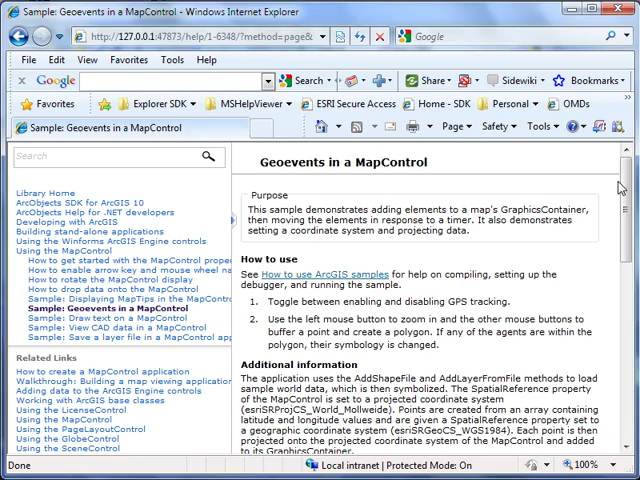 Sample: Geoevents in a MapControl - Windows Internet Explorer
http://127.0.0.1:47873/help/1-6348/?method=page&
Google
File Edit View Favorites Tools Help
Google Search Share Sidewiki Bookmarks
Favorites Explorer SDK MSHelpViewer ESRI Secure Access Home - SDK Personal OMDs
Sample: Geoevents in a MapControl
Page Safety Tools
Search
Library Home
ArcObjects SDK for ArcGIS 10
ArcObjects Help for .NET developers
Developing with ArcGIS
Building stand-alone applications
Using the Winforms ArcGIS Engine controls
Using the MapControl
How to get started with the MapControl proper
How to enable arrow key and mouse wheel na
How to rotate the MapControl display
How to drop data onto the MapControl
Sample: Displaying MapTips in the MapContro
Sample: Geoevents in a MapControl
Sample: Draw text on a MapControl
Sample: View CAD data in a MapControl
Sample: Save a layer file in a MapControl app
Related Links
How to create a MapControl application
Walkthrough: Building a map viewing application
Adding data to the ArcGIS Engine controls
Working with ArcGIS base classes
Using the LicenseControl
Using the MapControl
Using the PageLayoutControl
Using the GlobeControl
Using the SceneControl
Geoevents in a MapControl
Purpose
This sample demonstrates adding elements to a map's GraphicsContainer,
then moving the elements in response to a timer. It also demonstrates
setting a coordinate system and projecting data.
How to use
See How to use ArcGIS samples for help on compiling, setting up the
debugger, and running the sample.
1. Toggle between enabling and disabling GPS tracking.
2. Use the left mouse button to zoom in and the other mouse buttons to
buffer a point and create a polygon. If any of the agents are within the
polygon, their symbology is changed.
Additional information
The application uses the AddShapeFile and AddLayerFromFile methods to load
sample world data, which is then symbolized. The SpatialReference property
of the MapControl is set to a projected coordinate system
(esriSRProjCS_World_Mollweide). Points are created from an array containing
latitude and longitude values and are given a SpatialReference property set to
a geographic coordinate system (esriSRGeoCS_WGS1984). Each point is then
projected onto the projected coordinate system of the MapControl and added
to its GraphicsContainer.
Done Local intranet | Protected Mode: On 100%